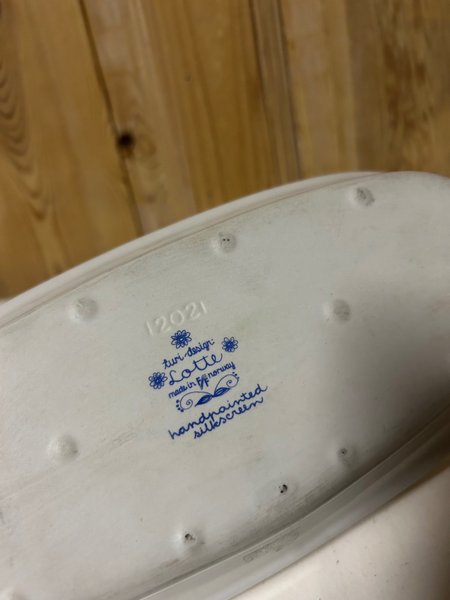 12021
turi-design:
Lotte
made in F/F norway
handpainted
silkscreen